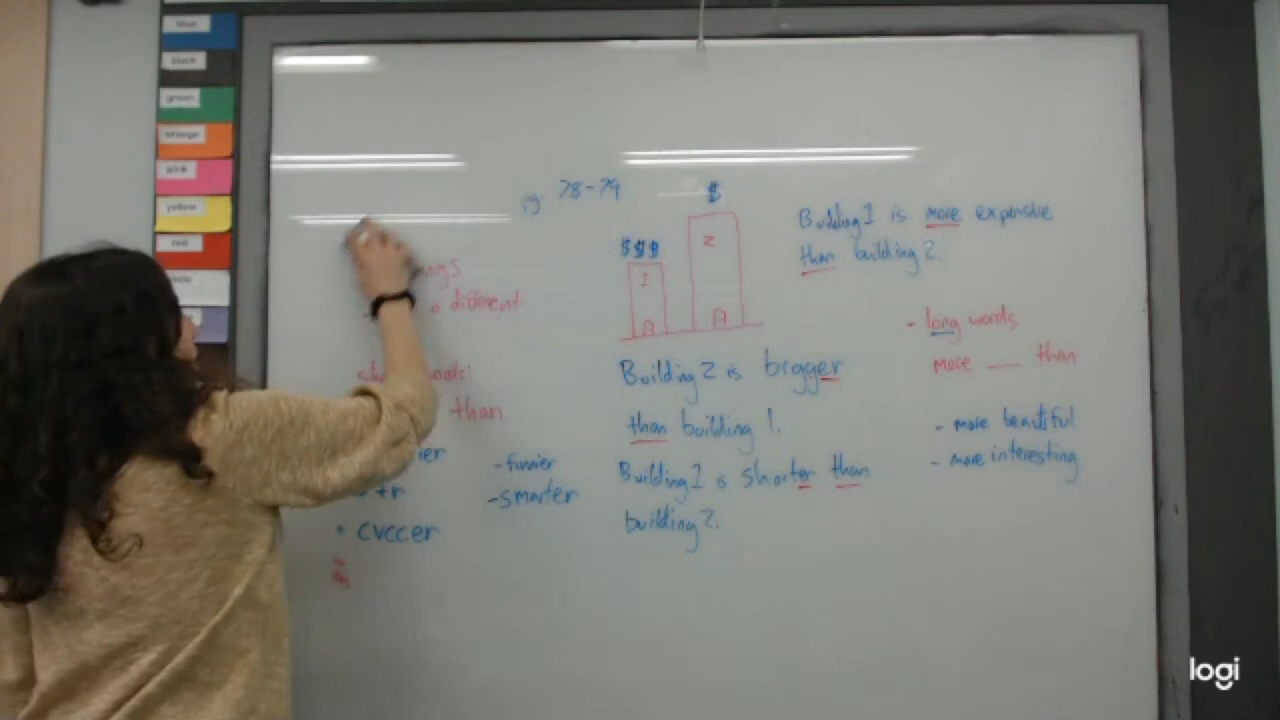 blue
black
green
orange
pink
yellow
red
78-79
$
$$$
2
Building 1 is more expensive
than building 2.
different
than
- long words
more ___ than
Building 2 is bigger
than building 1.
- more beautiful
- more interesting
-funnier
-smarter
Building 1 is shorter than
building 2.
cvccer
logi